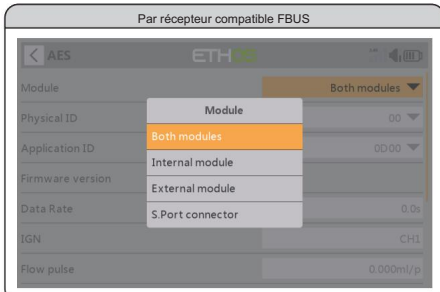 Par récepteur compatible FBUS
AES
ETHOS
Module
Both modules
Physical ID
00
Application ID
0D00
Firmware version
Data Rate
0,0s
IGN
CH1
Flow pulse
0,000ml/p
Module
Both modules
Internal module
External module
S.Port connector